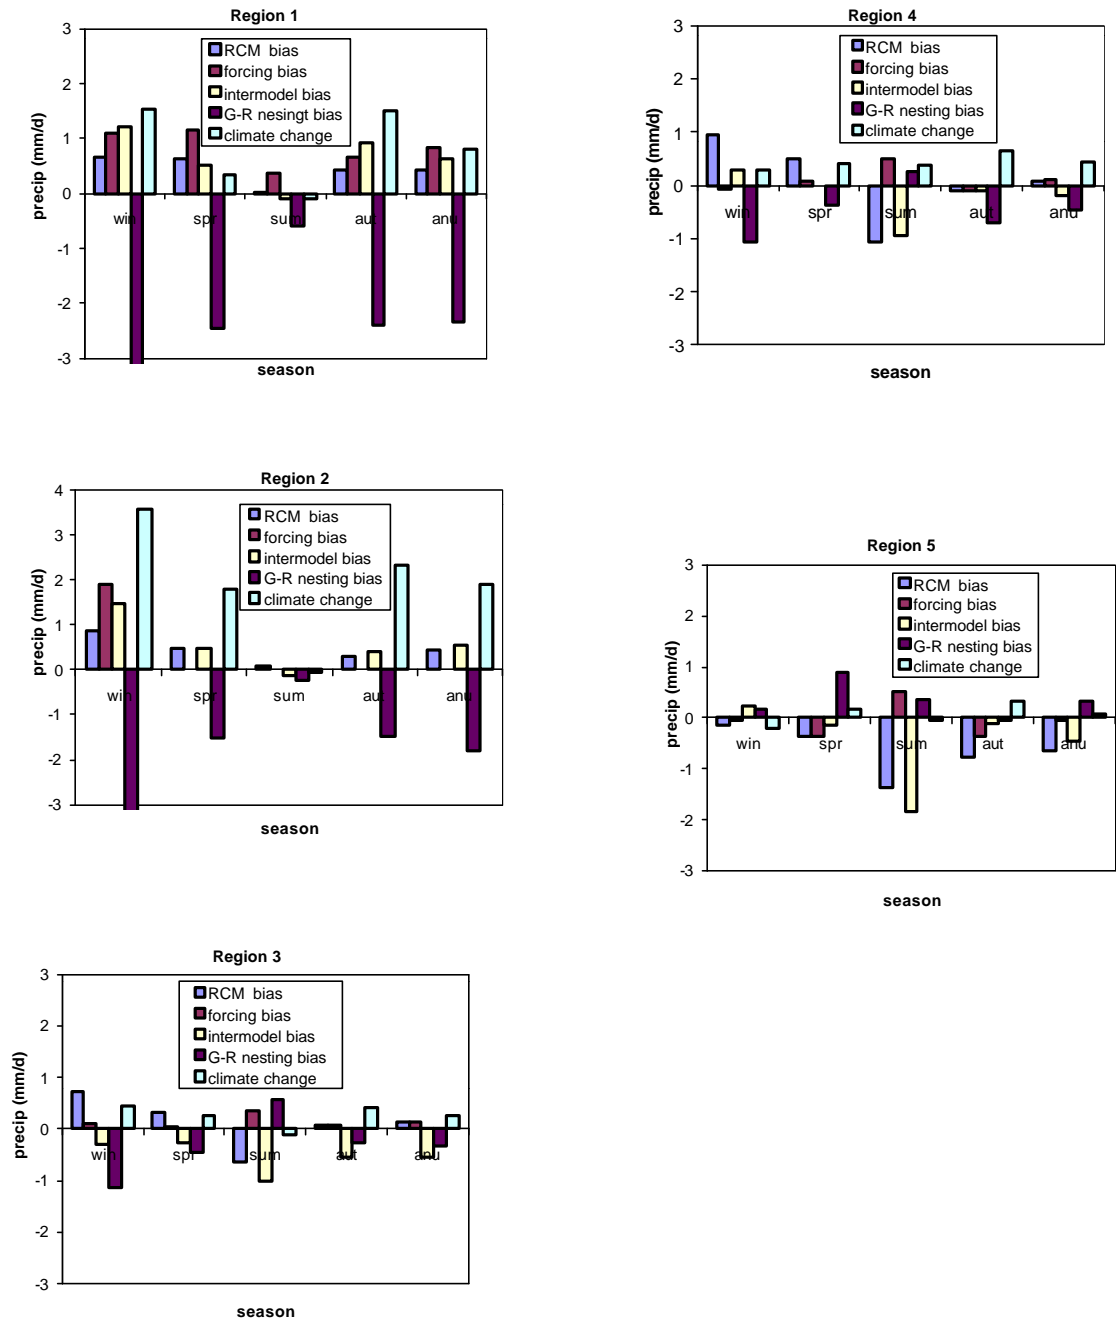 Region 1
3
2
1
0
-1
-2
-3
precip (mm/d)
RCM bias
forcing bias
intermodel bias
G-R nesingt bias
climate change
win spr sum aut anu
season
Region 2
4
3
2
1
0
-1
-2
-3
precip (mm/d)
RCM bias
forcing bias
intermodel bias
G-R nesting bias
climate change
win spr sum aut anu
season
Region 3
3
2
1
0
-1
-2
-3
precip (mm/d)
RCM bias
forcing bias
intermodel bias
G-R nesting bias
climate change
win spr sum aut anu
season
Region 4
3
2
1
0
-1
-2
-3
precip (mm/d)
RCM bias
forcing bias
intermodel bias
G-R nesting bias
climate change
win spr sum aut anu
season
Region 5
3
2
1
0
-1
-2
-3
precip (mm/d)
RCM bias
forcing bias
intermodel bias
G-R nesting bias
climate change
win spr sum aut anu
season